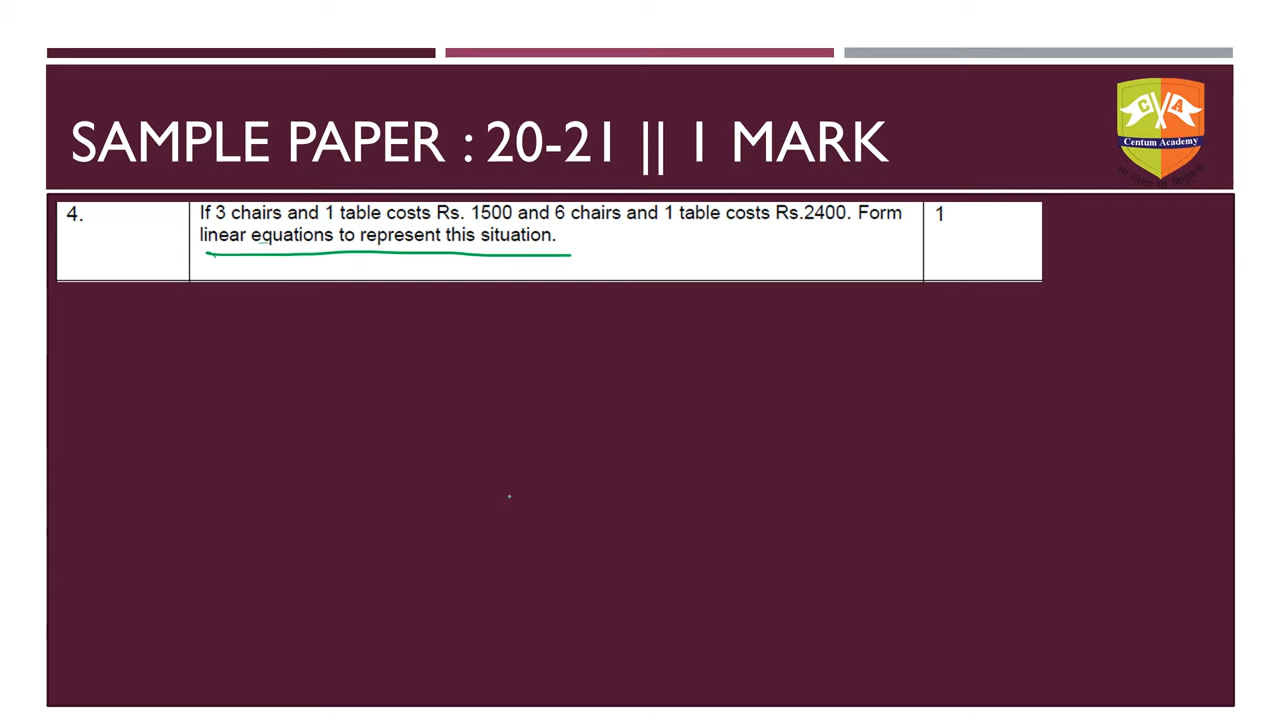 SAMPLE PAPER : 20-21 || 1 MARK
C A
Centum Academy
4.
If 3 chairs and 1 table costs Rs. 1500 and 6 chairs and 1 table costs Rs.2400. Form
linear equations to represent this situation.
1